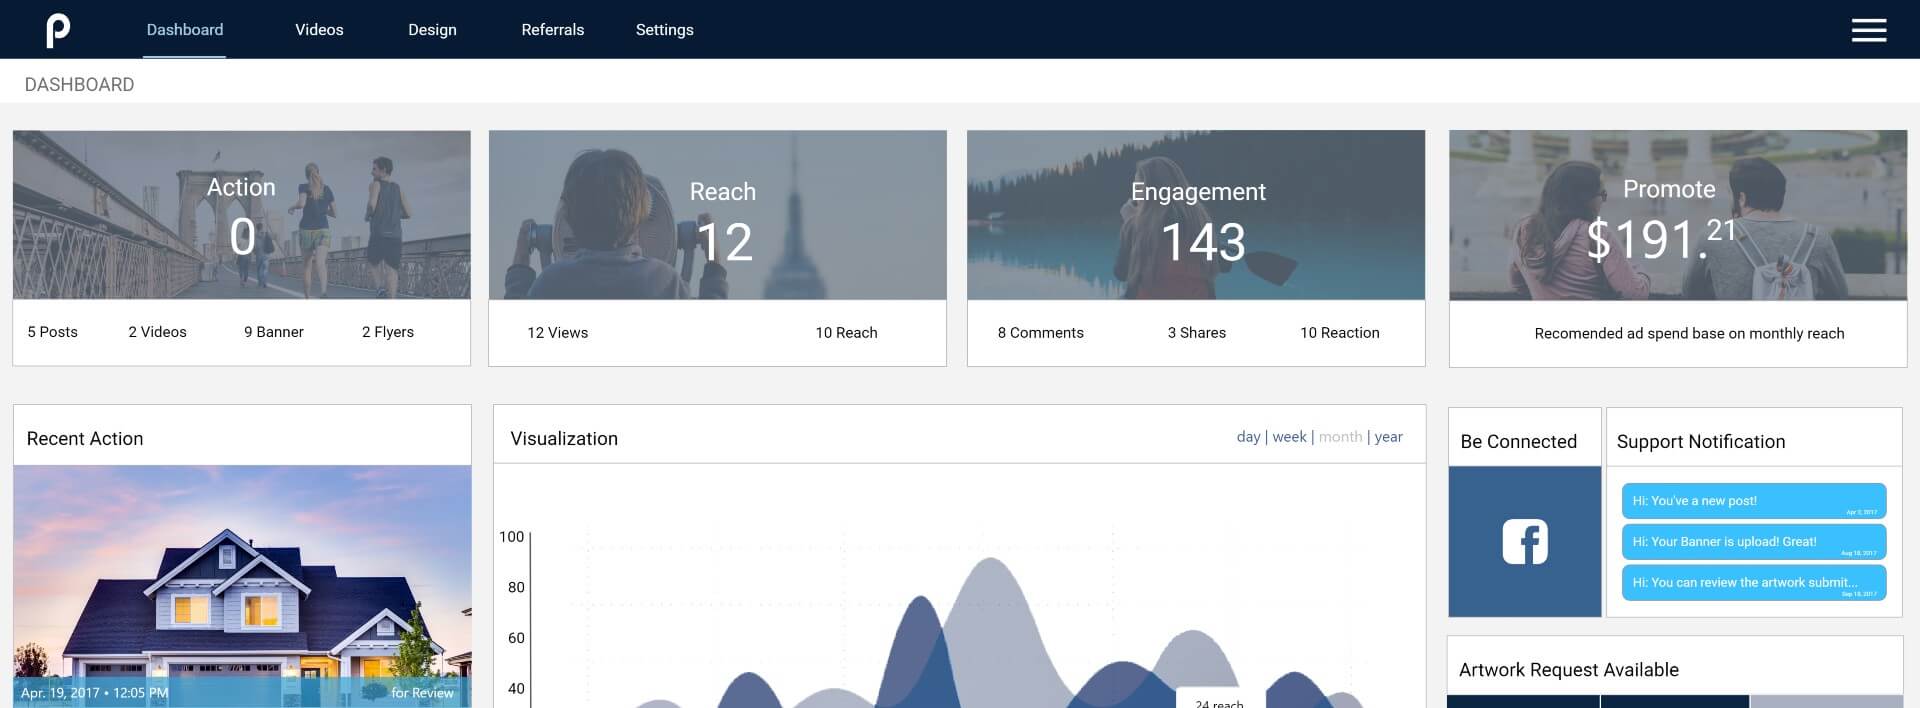 Dashboard Videos Design Referrals Settings
DASHBOARD
Action
0
5 Posts 2 Videos 9 Banner 2 Flyers
Reach
12
12 Views 10 Reach
Engagement
143
8 Comments 3 Shares 10 Reaction
Promote
$191.21
Recomended ad spend base on monthly reach
Recent Action
Apr. 19, 2017 • 12:05 PM for Review
Visualization
day | week | month | year
100
80
60
40
24 reach
Be Connected
Support Notification
Hi: You've a new post!
Apr 2, 2017
Hi: Your Banner is upload! Great!
Aug 18, 2017
Hi: You can review the artwork submit...
Sep 18, 2017
Artwork Request Available